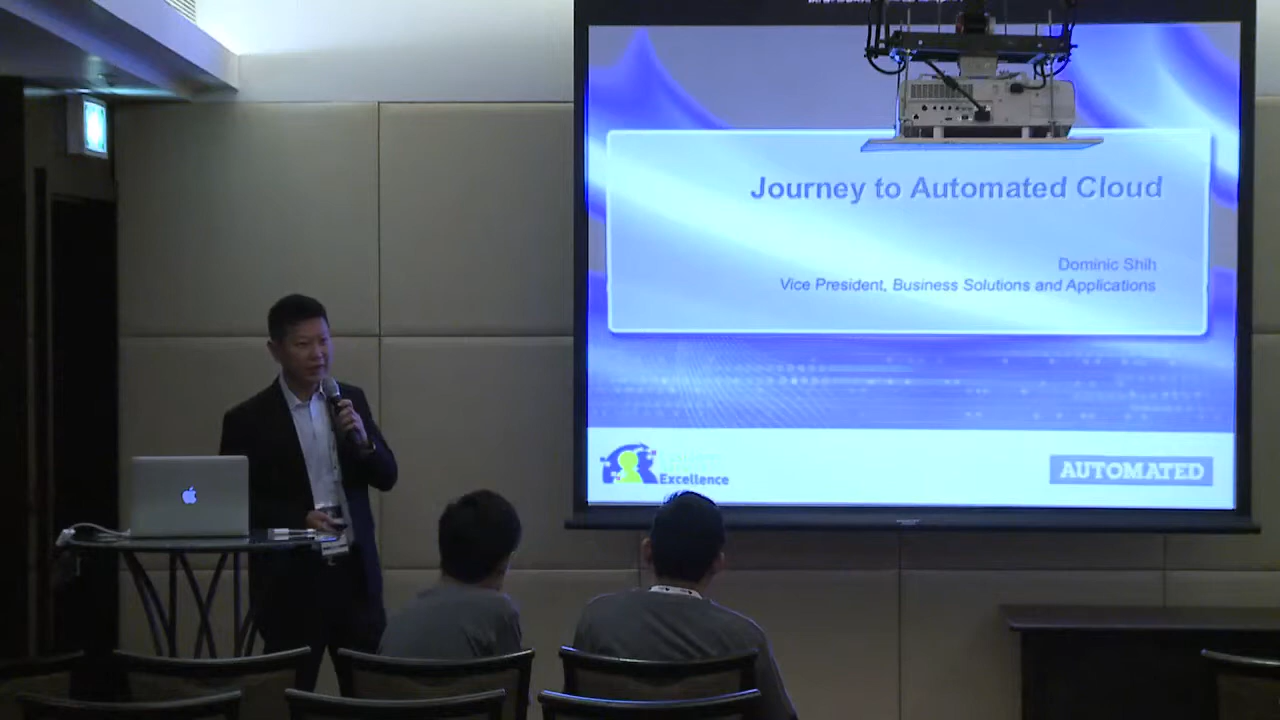 Journey to Automated Cloud
Dominic Shih
Vice President, Business Solutions and Applications
Excellence
AUTOMATED